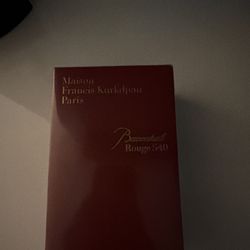 Maison
Francis Kurkdjian
Paris
Baccarat
Rouge 540